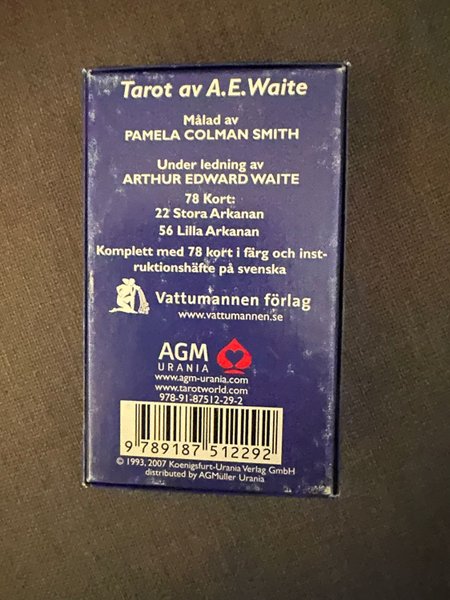 Tarot av A.E.Waite
Målad av
PAMELA COLMAN SMITH
Under ledning av
ARTHUR EDWARD WAITE
78 Kort:
22 Stora Arkanan
56 Lilla Arkanan
Komplett med 78 kort i färg och inst-
ruktionshäfte på svenska
Vattumannen förlag
www.vattumannen.se
AGM
URANIA
www.agm-urania.com
www.tarotworld.com
978-91-87512-29-2
9 789187 512292
© 1993, 2007 Koenigsfurt-Urania Verlag GmbH
distributed by AGMüller Urania